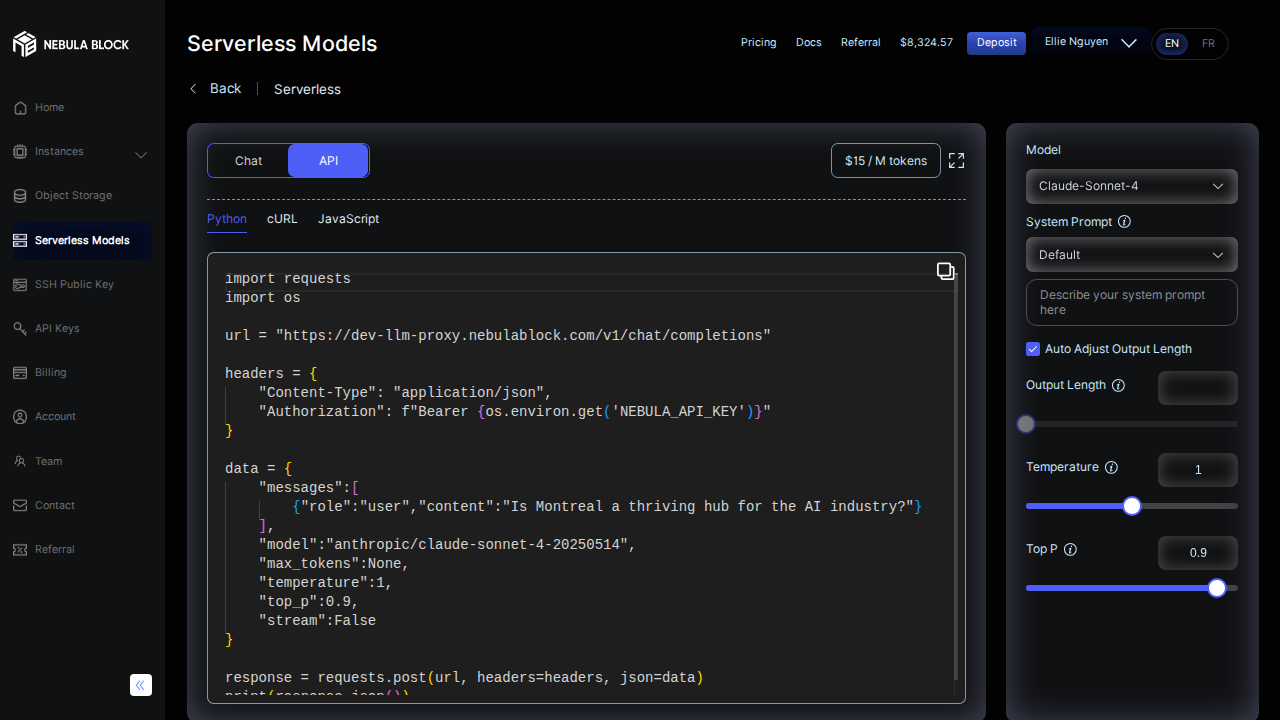 NEBULA BLOCK
Home
Instances
Object Storage
Serverless Models
SSH Public Key
API Keys
Billing
Account
Team
Contact
Referral
Serverless Models
Pricing Docs Referral $8,324.57 Deposit Ellie Nguyen EN FR
Back Serverless
Chat API $15 / M tokens
Python cURL JavaScript
import requests
import os
url = "https://dev-llm-proxy.nebulablock.com/v1/chat/completions"
headers = {
"Content-Type": "application/json",
"Authorization": f"Bearer {os.environ.get('NEBULA_API_KEY')}"
}
data = {
"messages":[
{"role":"user","content":"Is Montreal a thriving hub for the AI industry?"}
],
"model":"anthropic/claude-sonnet-4-20250514",
"max_tokens":None,
"temperature":1,
"top_p":0.9,
"stream":False
}
response = requests.post(url, headers=headers, json=data)
print(response.json())
Model
Claude-Sonnet-4
System Prompt
Default
Describe your system prompt
here
Auto Adjust Output Length
Output Length
Temperature 1
Top P 0.9